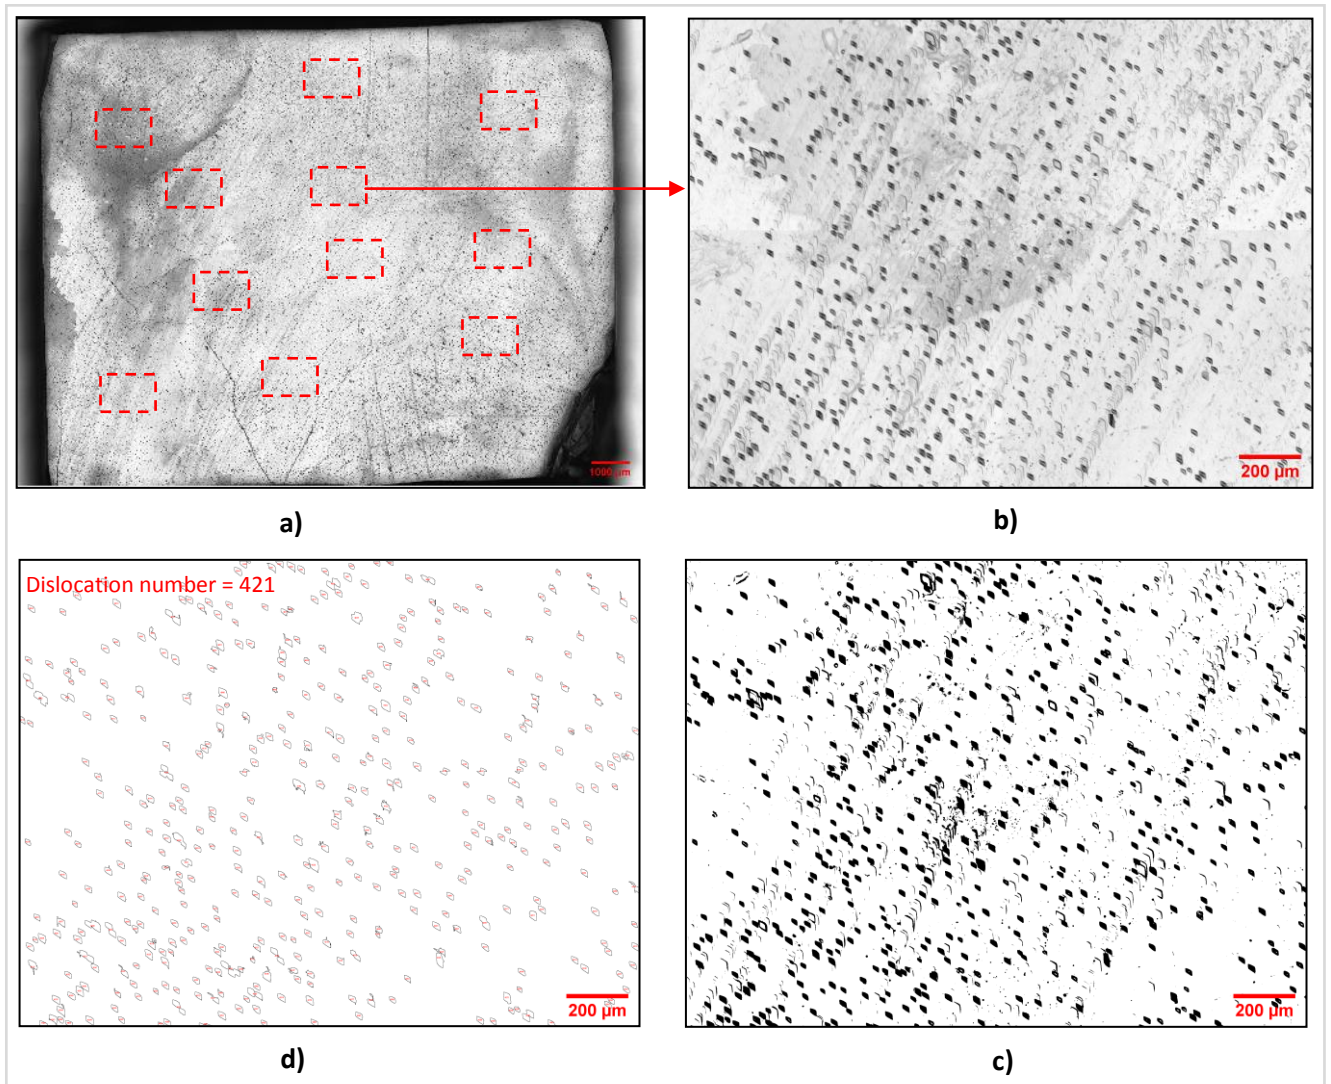 1000 µm
200 µm
a)
b)
Dislocation number = 421
200 µm
200 µm
d)
c)